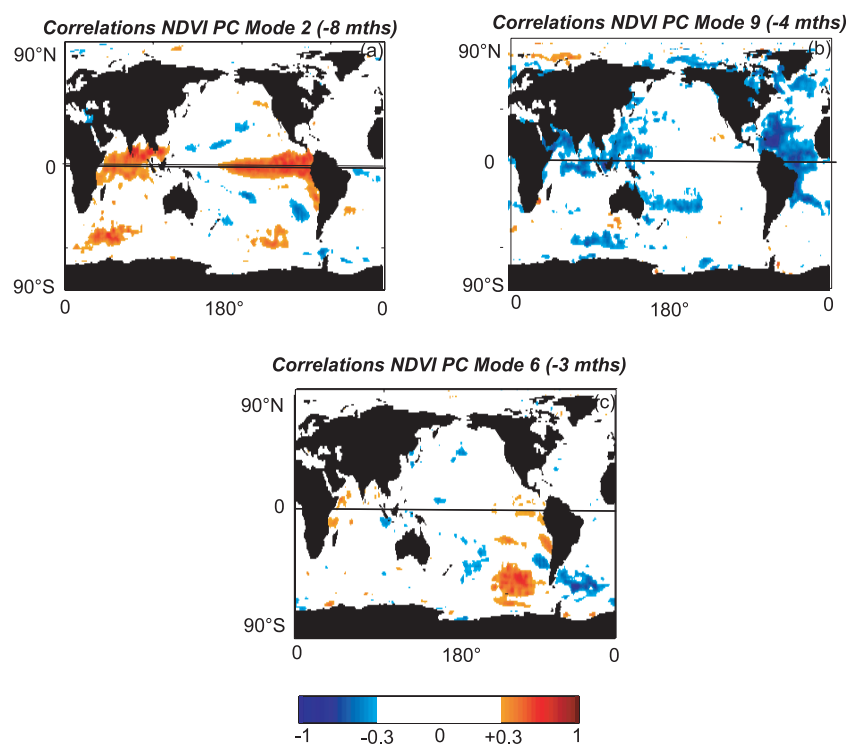 Correlations NDVI PC Mode 2 (-8 mths)
(a)
90°N
0
90°S
0
180°
0
Correlations NDVI PC Mode 9 (-4 mths)
(b)
90°N
0
90°S
0
180°
0
Correlations NDVI PC Mode 6 (-3 mths)
(c)
90°N
0
90°S
0
180°
0
-1
-0.3
0
+0.3
1